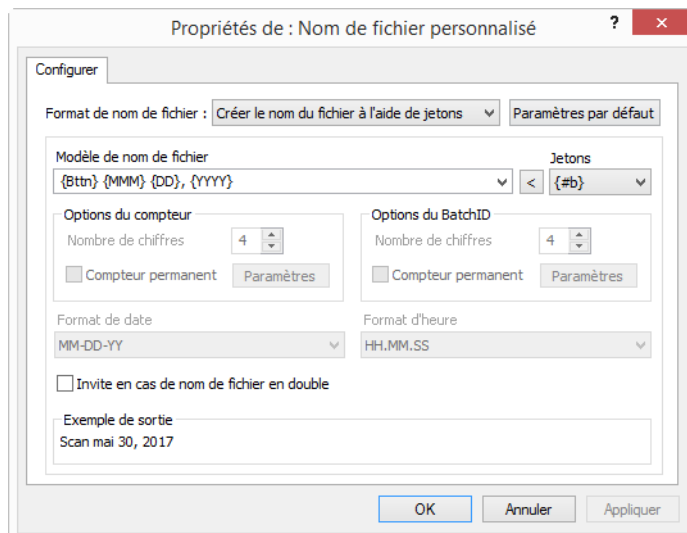 Propriétés de : Nom de fichier personnalisé ?
Configurer
Format de nom de fichier : Créer le nom du fichier à l'aide de jetons Paramètres par défaut
Modèle de nom de fichier Jetons
{Bttn} {MMM} {DD}, {YYYY} < {#b}
Options du compteur Options du BatchID
Nombre de chiffres 4 Nombre de chiffres 4
Compteur permanent Paramètres Compteur permanent Paramètres
Format de date Format d'heure
MM-DD-YY HH.MM.SS
Invite en cas de nom de fichier en double
Exemple de sortie
Scan mai 30, 2017
OK Annuler Appliquer